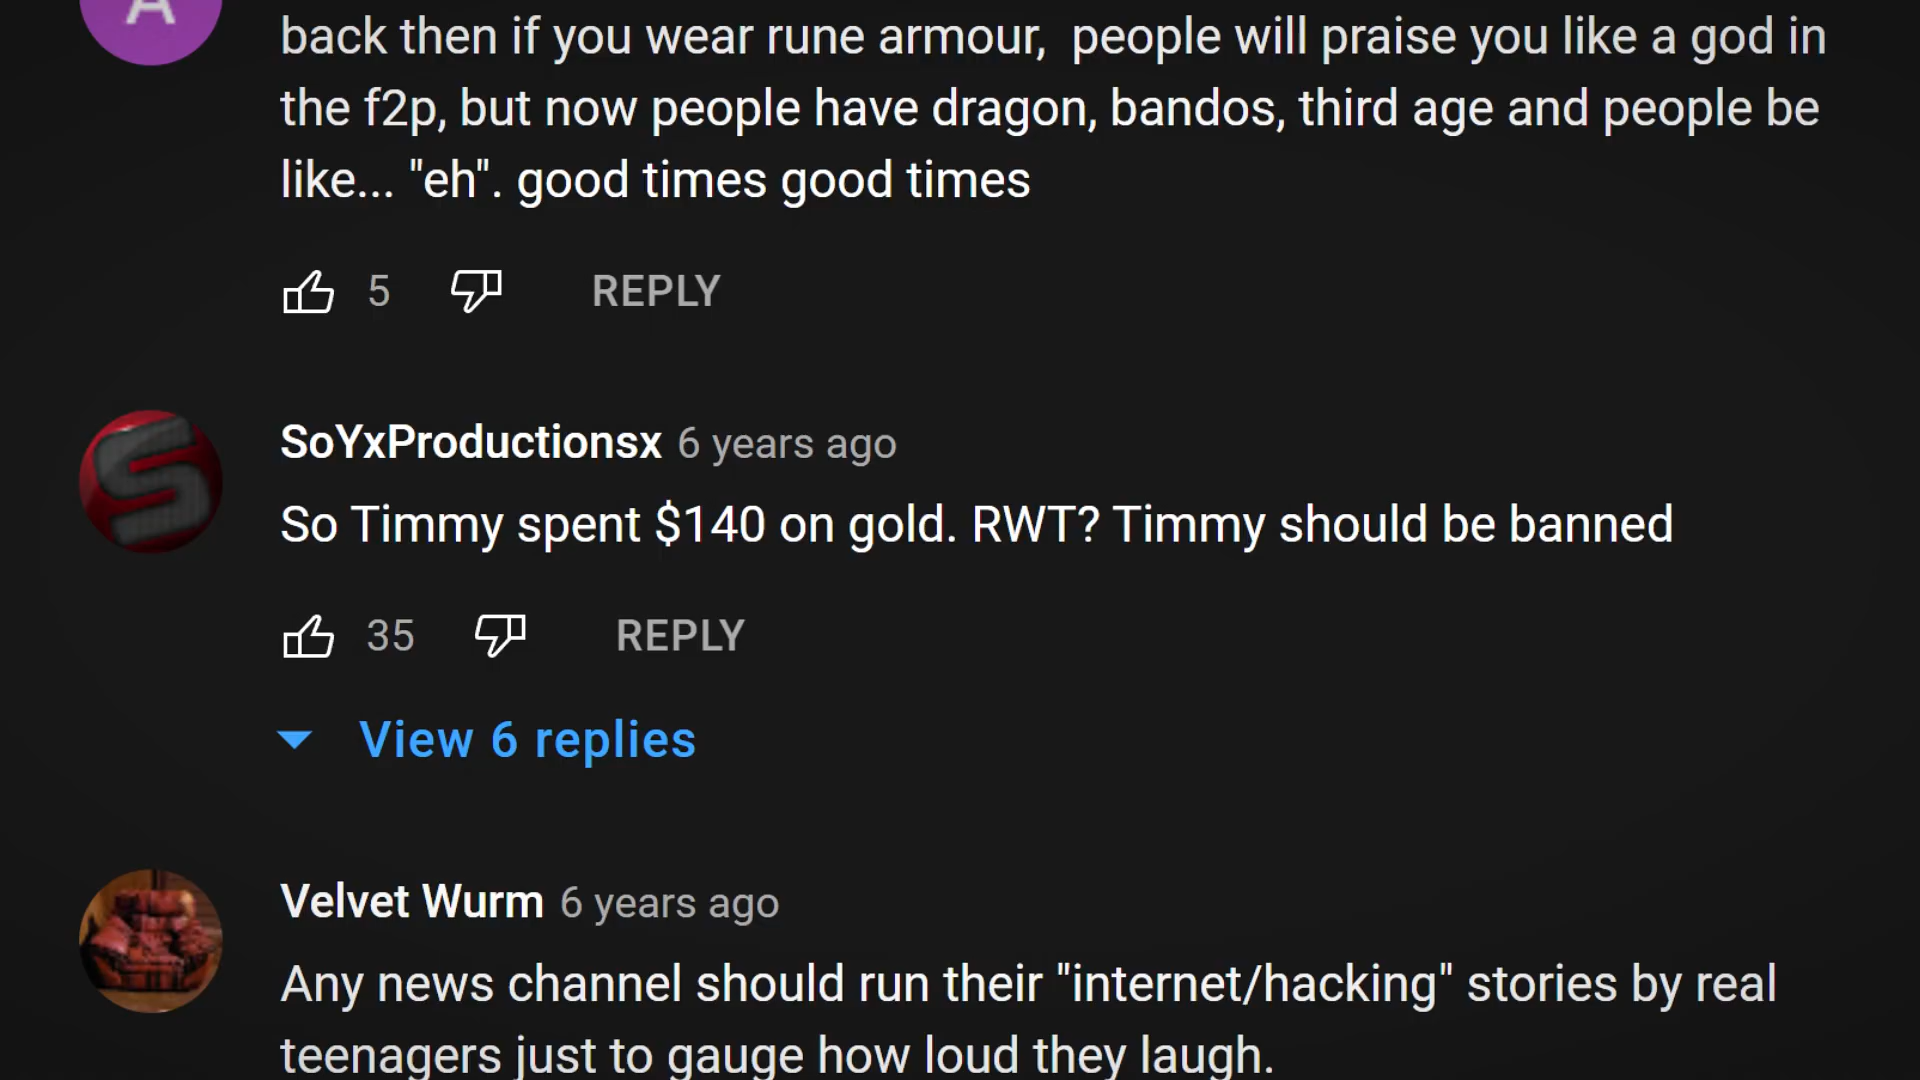 A
back then if you wear rune armour,  people will praise you like a god in
the f2p, but now people have dragon, bandos, third age and people be
like... "eh". good times good times
5 REPLY
S
SoYxProductionsx 6 years ago
So Timmy spent $140 on gold. RWT? Timmy should be banned
35 REPLY
View 6 replies
Velvet Wurm 6 years ago
Any news channel should run their "internet/hacking" stories by real
teenagers just to gauge how loud they laugh.